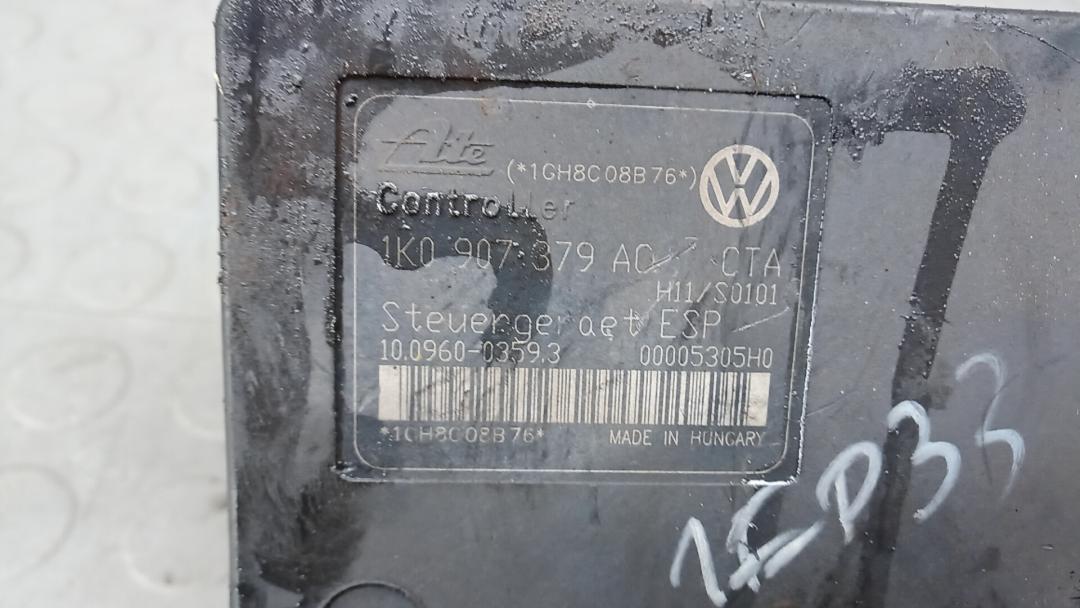 Alite
(*1GH8C08B76*)
Controller
1K0 907 379 AC CTA
H11/S0101
Steuergeraet ESP
10.0960-0359.3 00005305H0
*1GH8C08B76*
MADE IN HUNGARY